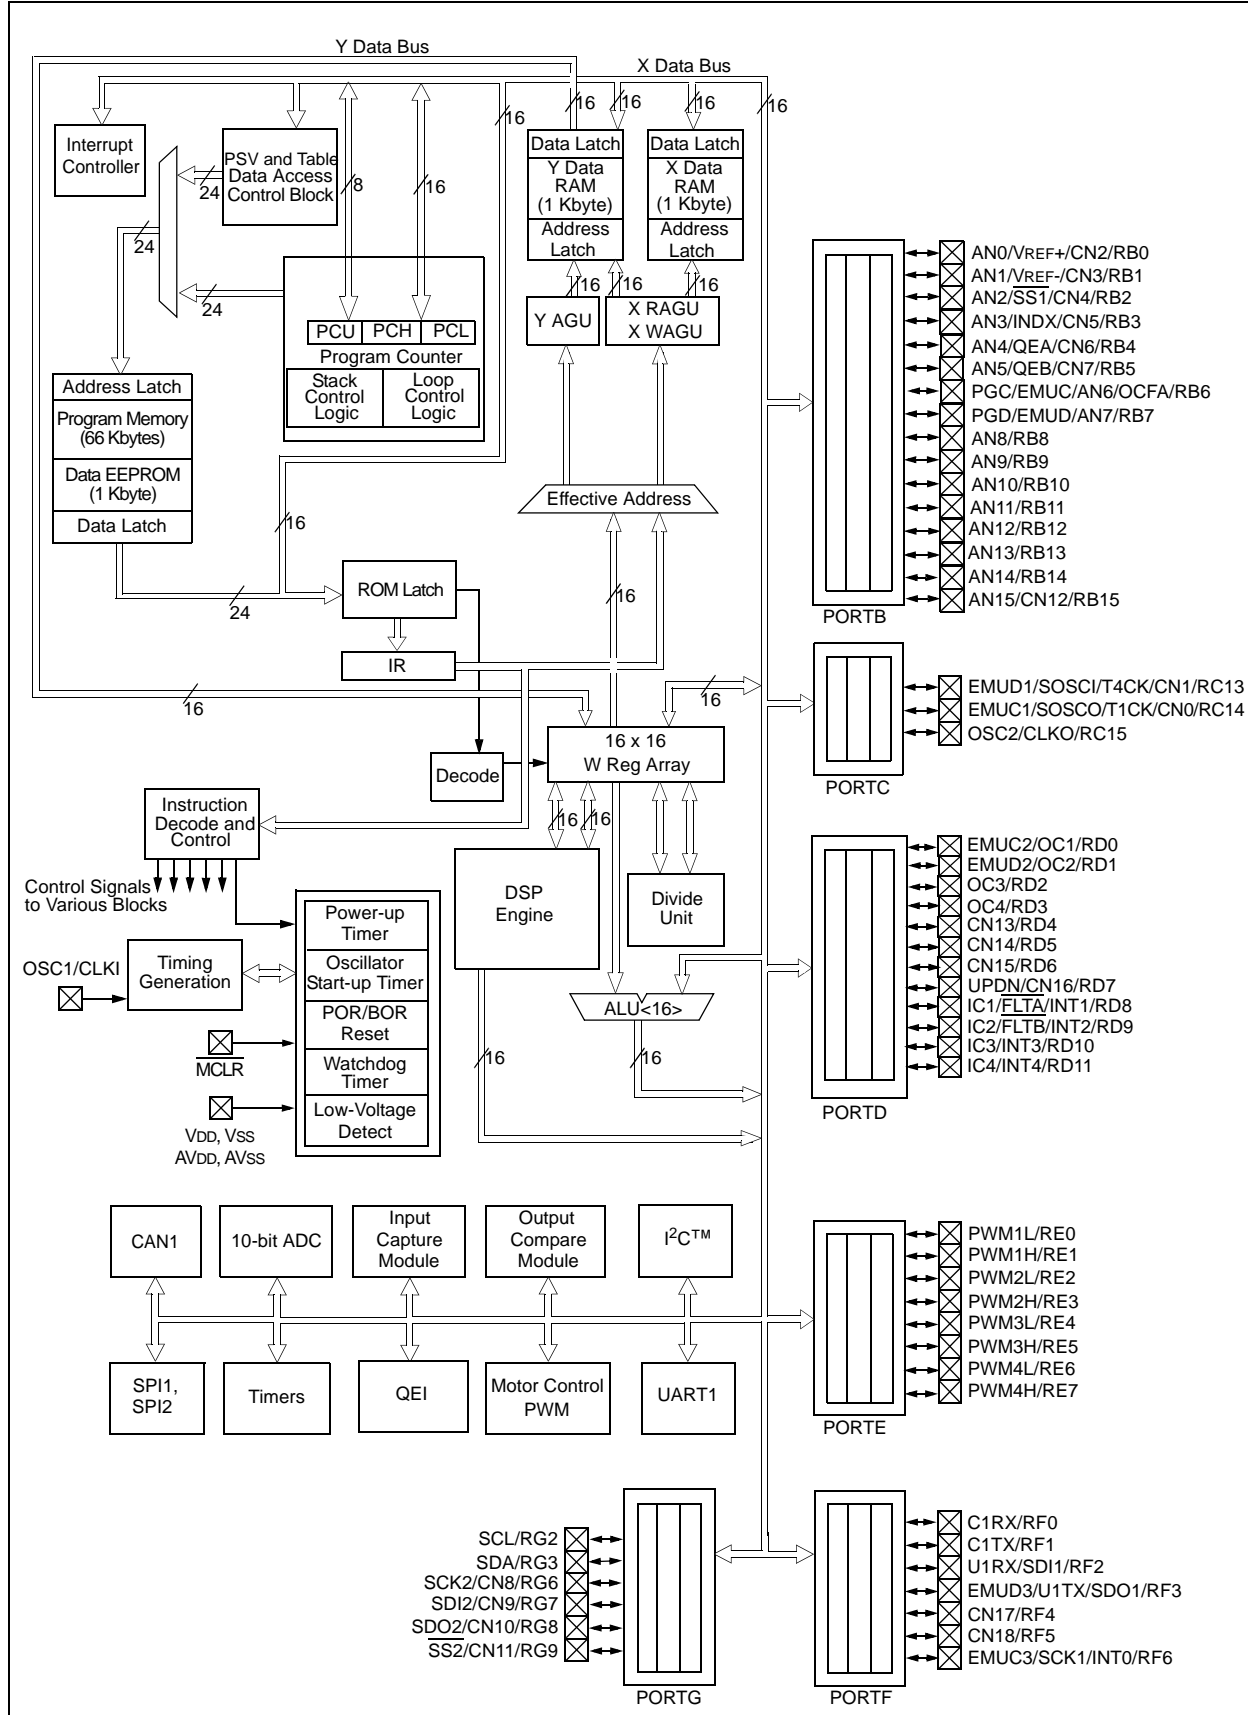 Y Data Bus
X Data Bus
16
16
16
16
16
Interrupt
Controller
PSV and Table
Data Access
Control Block
24
24
24
8
16
Data Latch
Y Data
RAM
(1 Kbyte)
Address
Latch
Data Latch
X Data
RAM
(1 Kbyte)
Address
Latch
16
16
16
Y AGU
X RAGU
X WAGU
PCU
PCH
PCL
Program Counter
Stack
Control
Logic
Loop
Control
Logic
Address Latch
Program Memory
(66 Kbytes)
Data EEPROM
(1 Kbyte)
Data Latch
16
24
Effective Address
ROM Latch
16
IR
16
16
16 x 16
W Reg Array
Decode
Instruction
Decode and
Control
16
16
Control Signals
to Various Blocks
DSP
Engine
Divide
Unit
Power-up
Timer
Oscillator
Start-up Timer
POR/BOR
Reset
Watchdog
Timer
Low-Voltage
Detect
OSC1/CLKI
Timing
Generation
MCLR
VDD, VSS
AVDD, AVSS
ALU<16>
16
16
CAN1
10-bit ADC
Input
Capture
Module
Output
Compare
Module
I²C™
SPI1,
SPI2
Timers
QEI
Motor Control
PWM
UART1
AN0/VREF+/CN2/RB0
AN1/VREF-/CN3/RB1
AN2/SS1/CN4/RB2
AN3/INDX/CN5/RB3
AN4/QEA/CN6/RB4
AN5/QEB/CN7/RB5
PGC/EMUC/AN6/OCFA/RB6
PGD/EMUD/AN7/RB7
AN8/RB8
AN9/RB9
AN10/RB10
AN11/RB11
AN12/RB12
AN13/RB13
AN14/RB14
AN15/CN12/RB15
PORTB
EMUD1/SOSCI/T4CK/CN1/RC13
EMUC1/SOSCO/T1CK/CN0/RC14
OSC2/CLKO/RC15
PORTC
EMUC2/OC1/RD0
EMUD2/OC2/RD1
OC3/RD2
OC4/RD3
CN13/RD4
CN14/RD5
CN15/RD6
UPDN/CN16/RD7
IC1/FLTA/INT1/RD8
IC2/FLTB/INT2/RD9
IC3/INT3/RD10
IC4/INT4/RD11
PORTD
PWM1L/RE0
PWM1H/RE1
PWM2L/RE2
PWM2H/RE3
PWM3L/RE4
PWM3H/RE5
PWM4L/RE6
PWM4H/RE7
PORTE
SCL/RG2
SDA/RG3
SCK2/CN8/RG6
SDI2/CN9/RG7
SDO2/CN10/RG8
SS2/CN11/RG9
PORTG
C1RX/RF0
C1TX/RF1
U1RX/SDI1/RF2
EMUD3/U1TX/SDO1/RF3
CN17/RF4
CN18/RF5
EMUC3/SCK1/INT0/RF6
PORTF